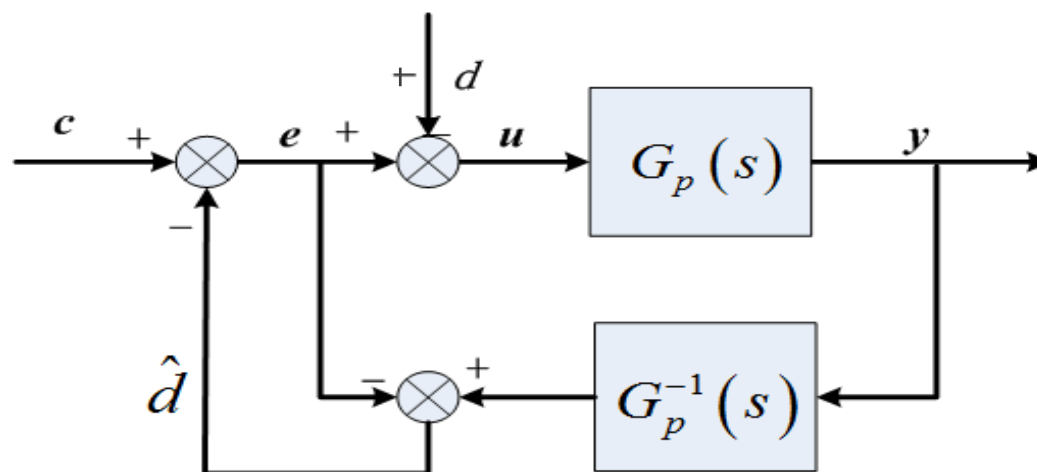 + d
c + e + − u G_p(s) y
−
d̂ − + G_p^{-1}(s)